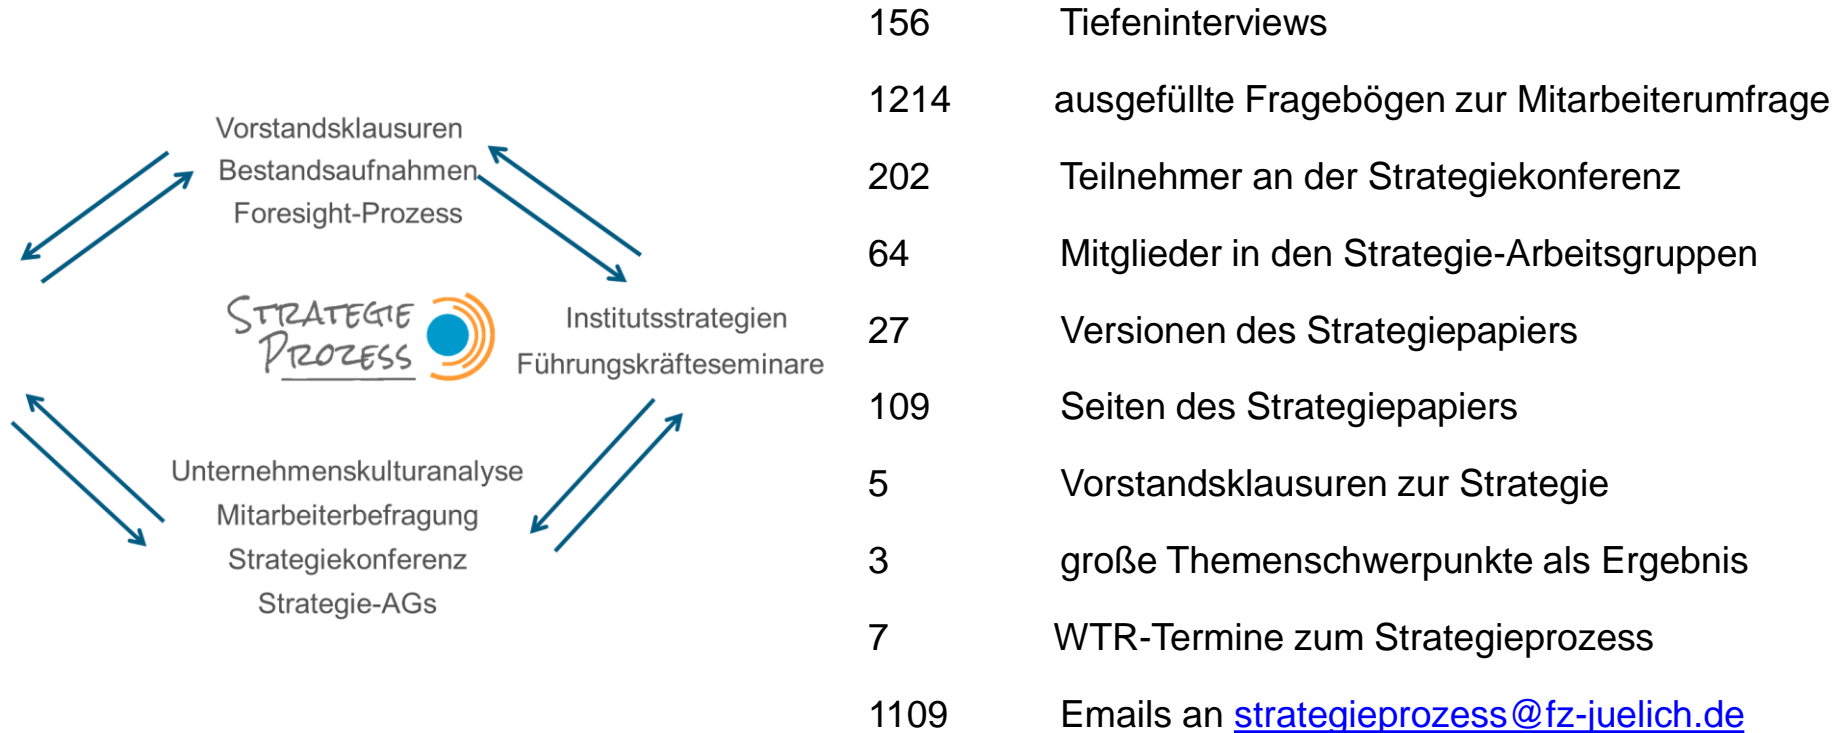 Vorstandsklausuren
Bestandsaufnahmen
Foresight-Prozess
STRATEGIE
PROZESS
Institutsstrategien
Führungskräfteseminare
Unternehmenskulturanalyse
Mitarbeiterbefragung
Strategiekonferenz
Strategie-AGs
156 Tiefeninterviews
1214 ausgefüllte Fragebögen zur Mitarbeiterumfrage
202 Teilnehmer an der Strategiekonferenz
64 Mitglieder in den Strategie-Arbeitsgruppen
27 Versionen des Strategiepapiers
109 Seiten des Strategiepapiers
5 Vorstandsklausuren zur Strategie
3 große Themenschwerpunkte als Ergebnis
7 WTR-Termine zum Strategieprozess
1109 Emails an strategieprozess@fz-juelich.de